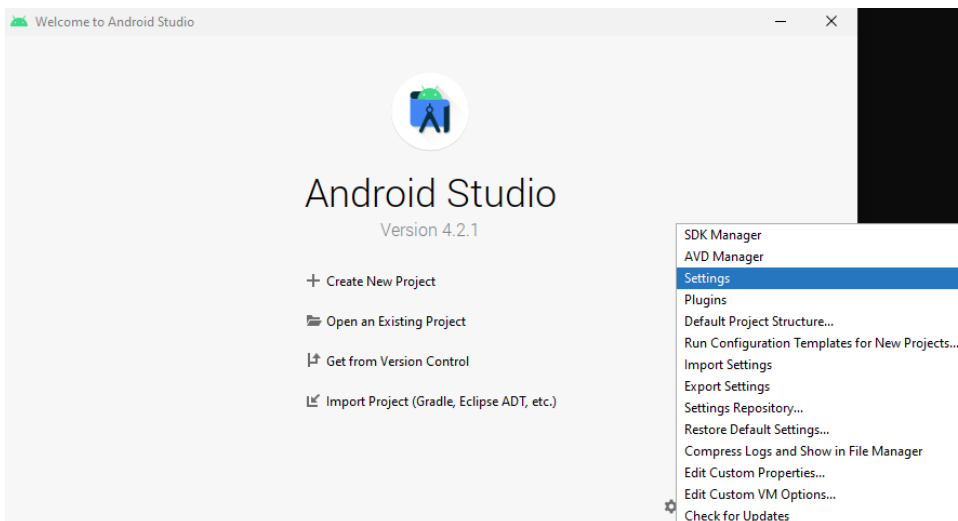 Welcome to Android Studio
Android Studio
Version 4.2.1
Create New Project
Open an Existing Project
Get from Version Control
Import Project (Gradle, Eclipse ADT, etc.)
SDK Manager
AVD Manager
Settings
Plugins
Default Project Structure...
Run Configuration Templates for New Projects...
Import Settings
Export Settings
Settings Repository...
Restore Default Settings...
Compress Logs and Show in File Manager
Edit Custom Properties...
Edit Custom VM Options...
Check for Updates